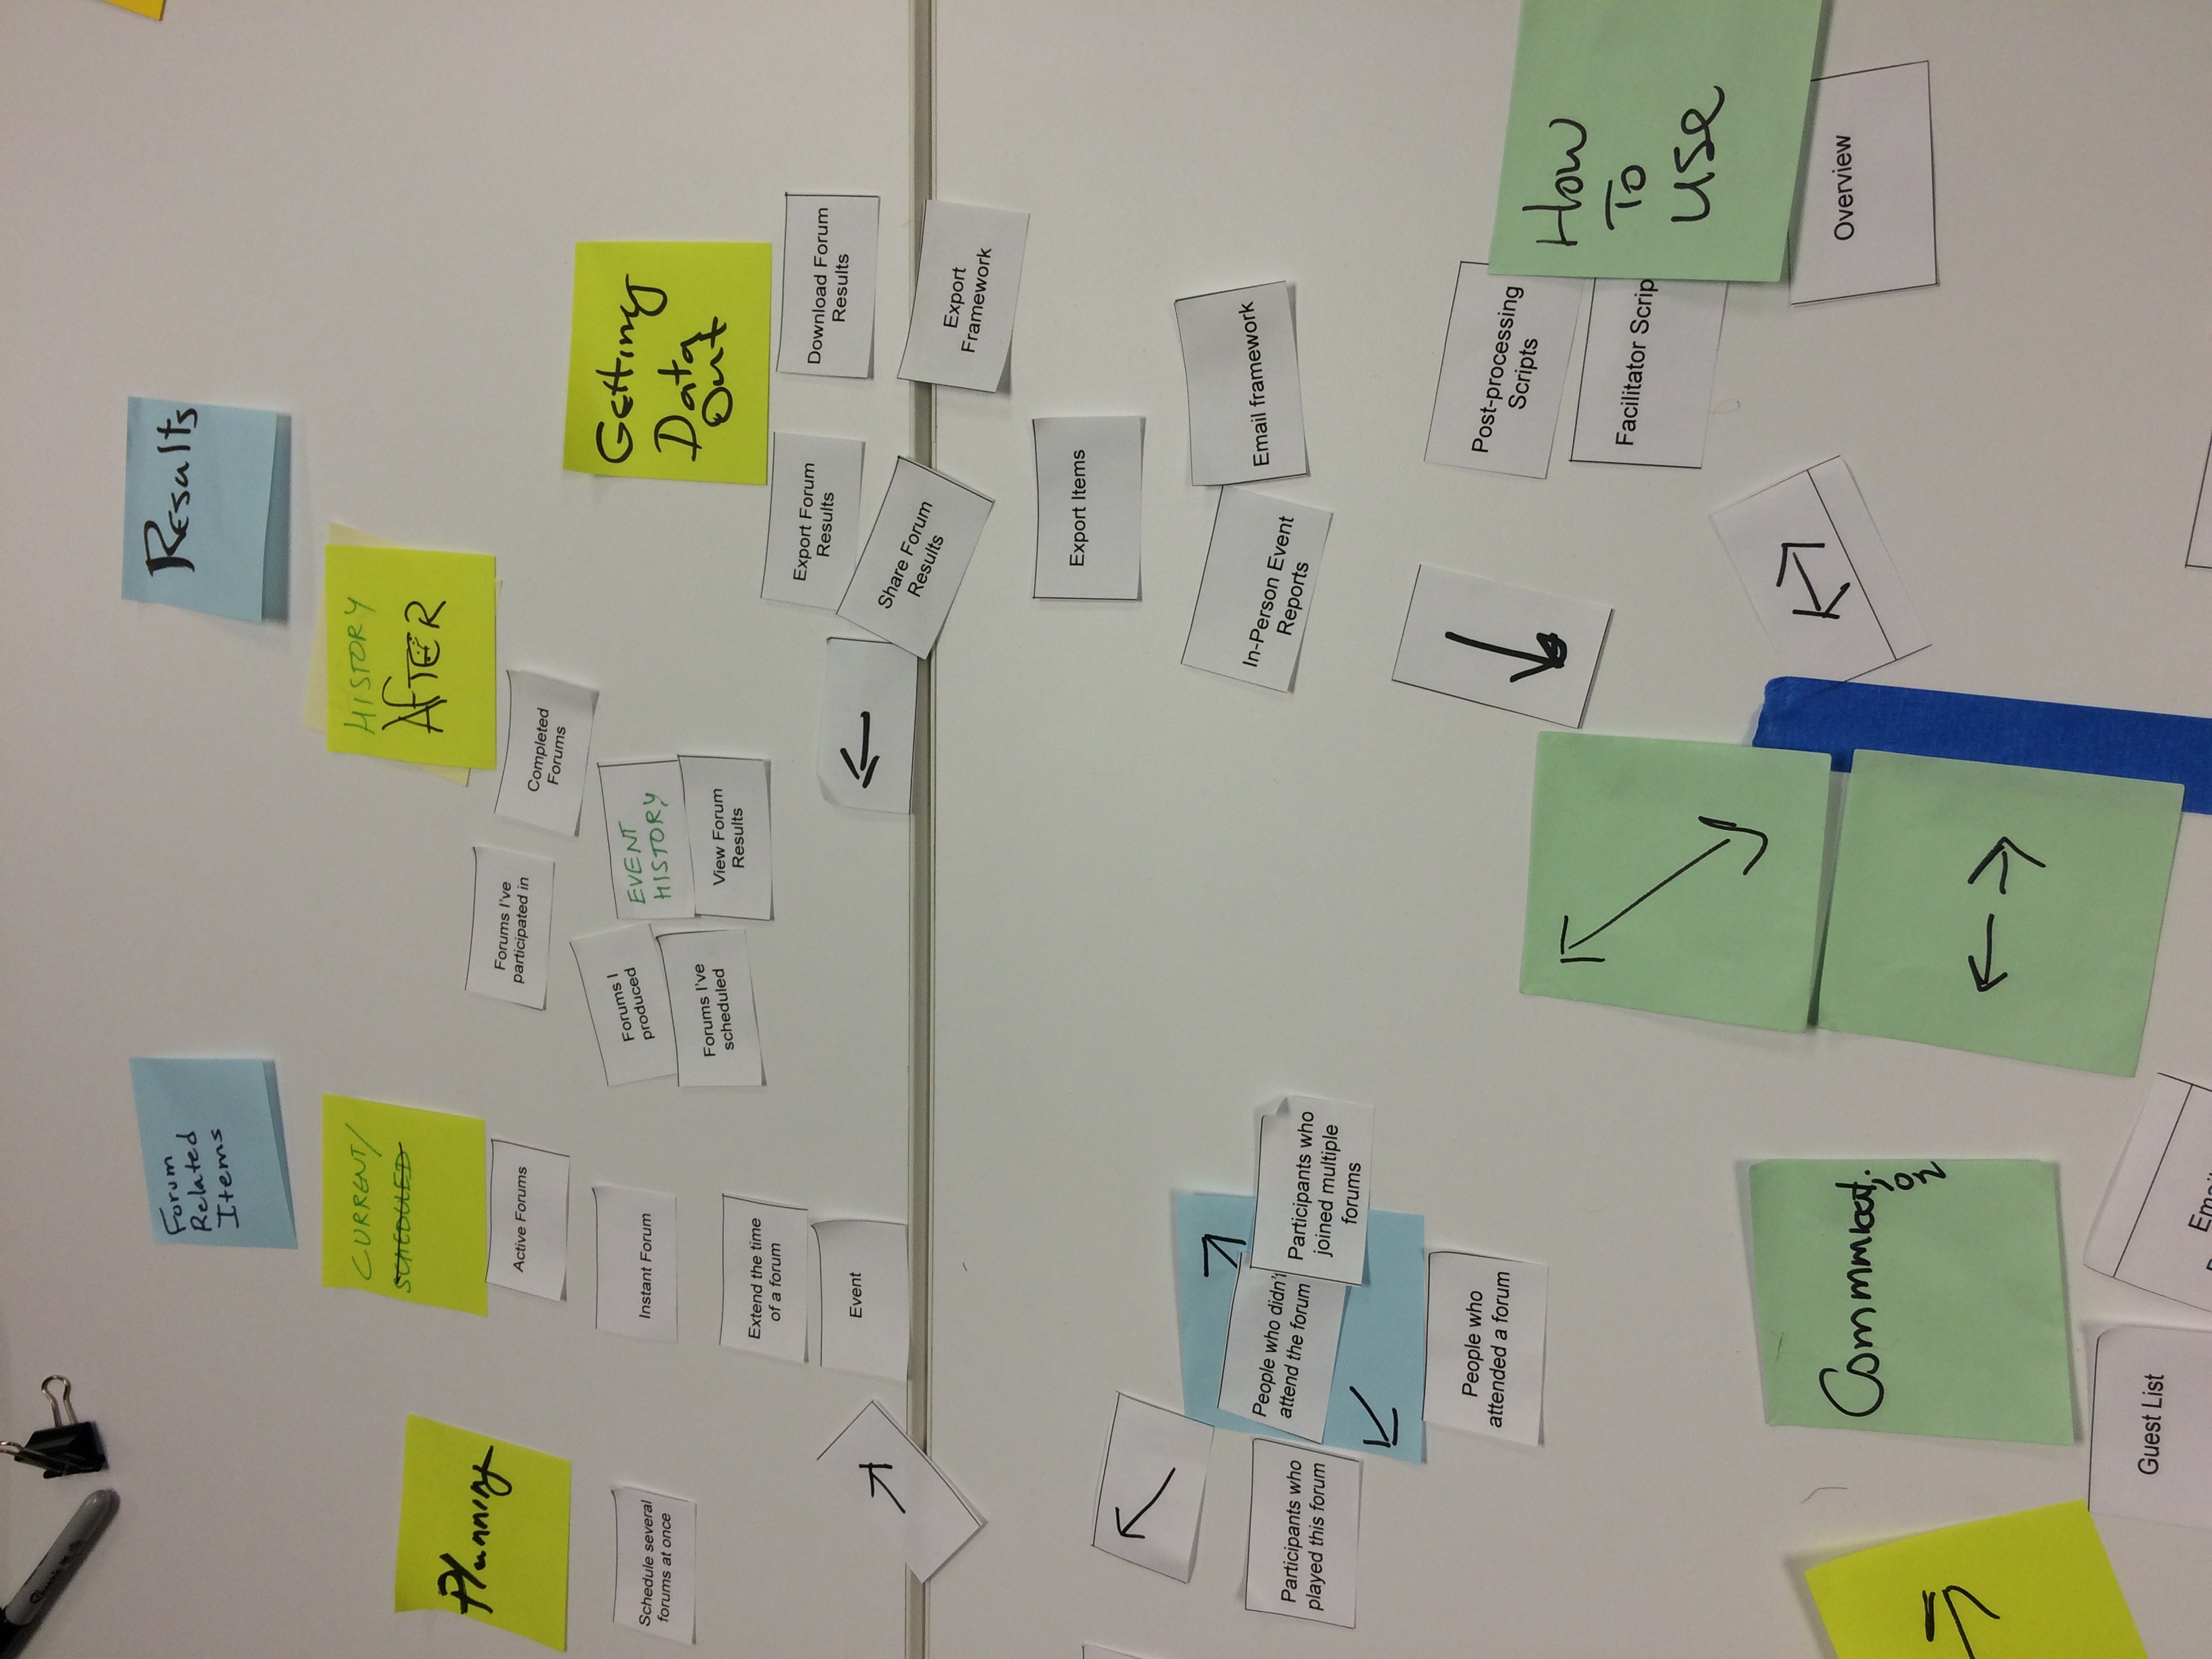 Forum
Related
Items
Results
CURRENT/
SCHEDULED
HISTORY
AFTER
Planning
Active Forums
Forums I've
participated in
Completed
Forums
Schedule several
forums at once
Instant Forum
Forums I
produced
EVENT
HISTORY
Getting
Data
Out
Forums I've
scheduled
View Forum
Results
Extend the time
of a forum
Event
Export Forum
Results
Download Forum
Results
Share Forum
Results
Export
Framework
Export Items
In-Person Event
Reports
Email framework
Participants who
played this forum
People who didn't
attend the forum
Participants who
joined multiple
forums
People who
attended a forum
Post-processing
Scripts
Facilitator Scrip
How
To
Use
Overview
Commmication
Guest List
Emai